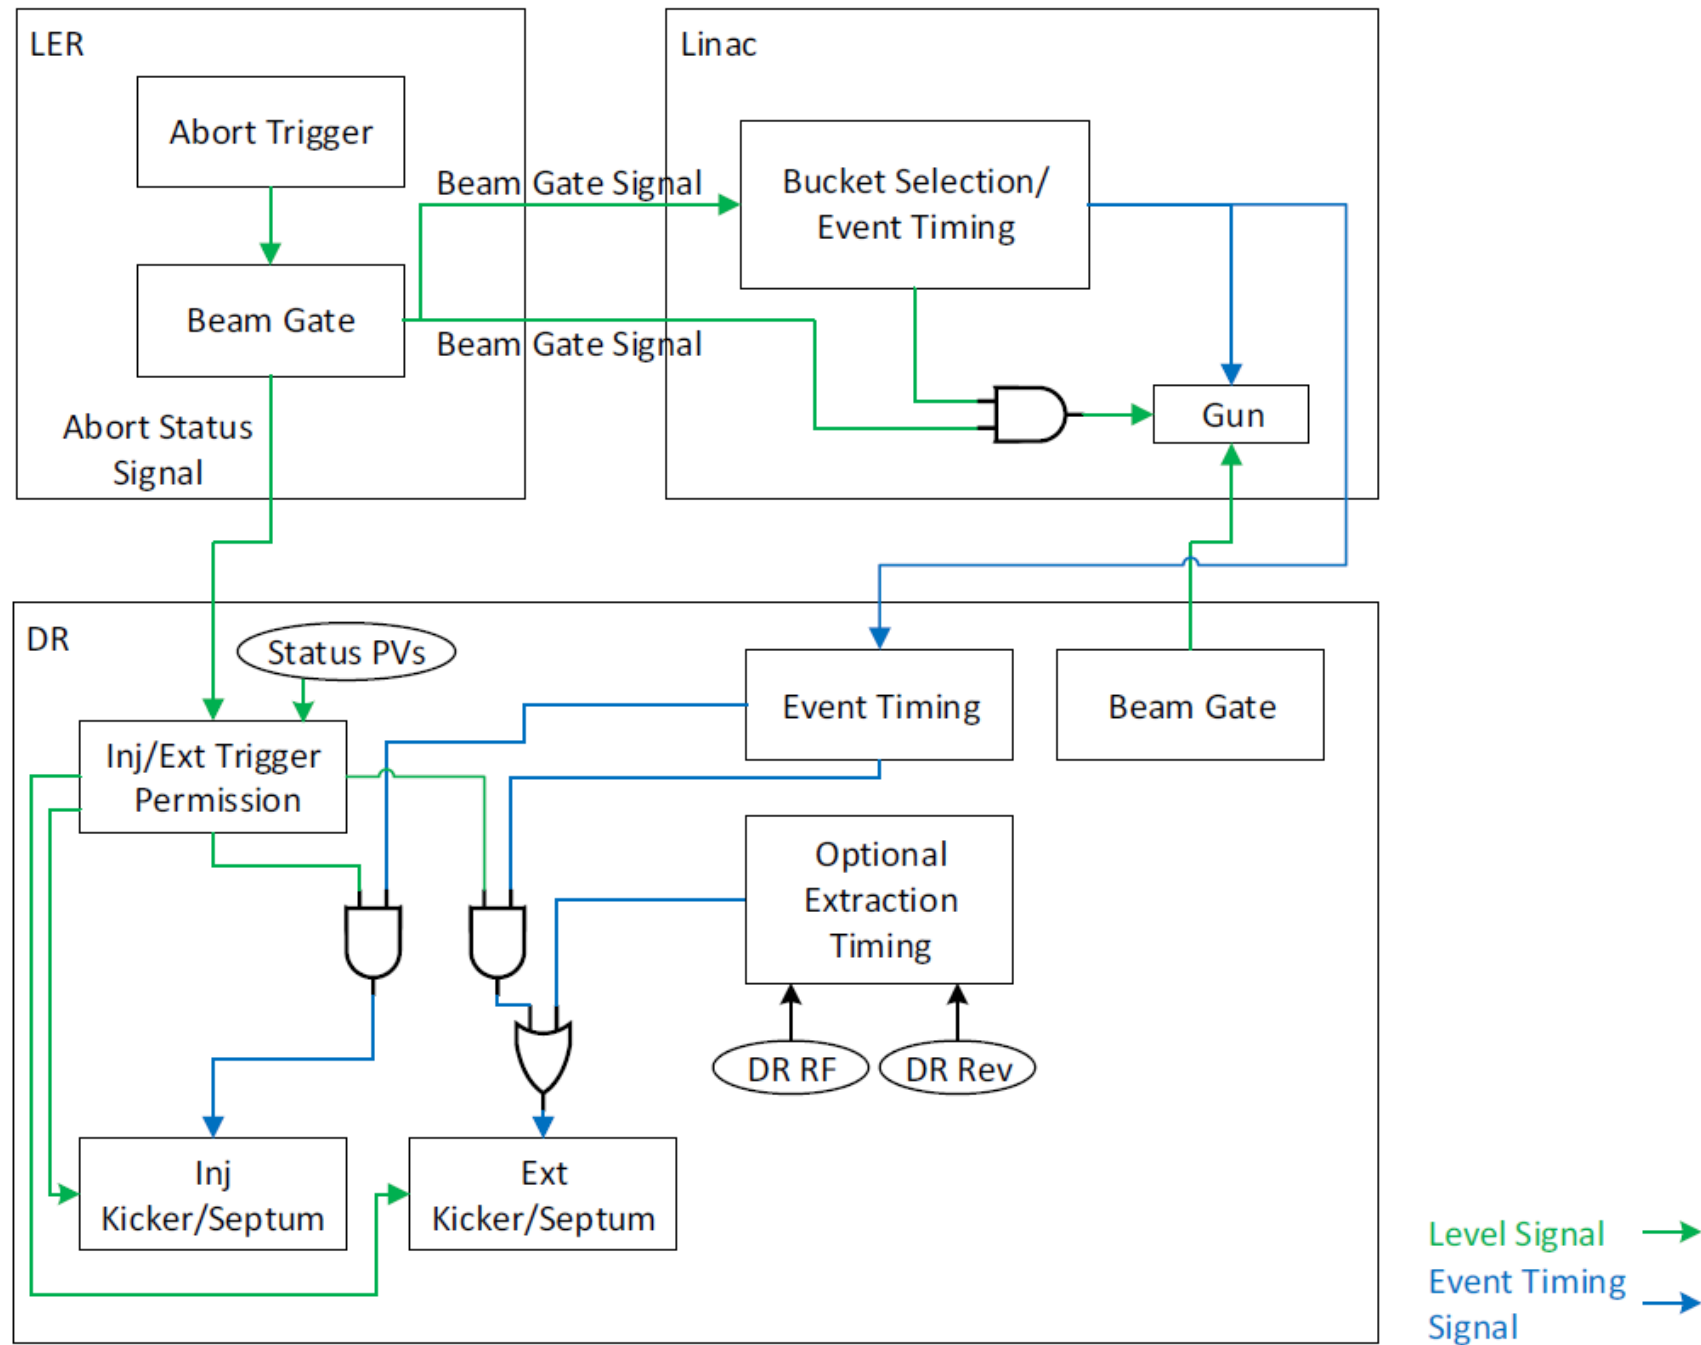 LER
Abort Trigger
Beam Gate
Abort Status
Signal
Beam Gate Signal
Beam Gate Signal
Linac
Bucket Selection/
Event Timing
Gun
DR
Status PVs
Inj/Ext Trigger
Permission
Event Timing
Beam Gate
Optional
Extraction
Timing
DR RF
DR Rev
Inj
Kicker/Septum
Ext
Kicker/Septum
Level Signal
Event Timing
Signal